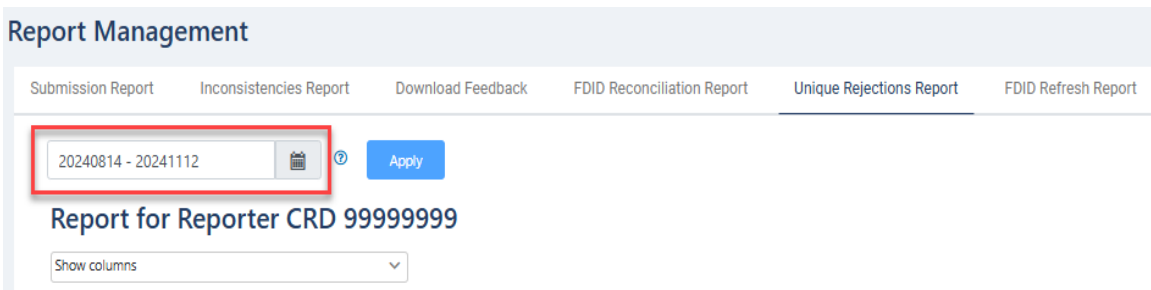 Report Management
Submission Report Inconsistencies Report Download Feedback FDID Reconciliation Report Unique Rejections Report FDID Refresh Report
20240814 - 20241112 ? Apply
Report for Reporter CRD 99999999
Show columns